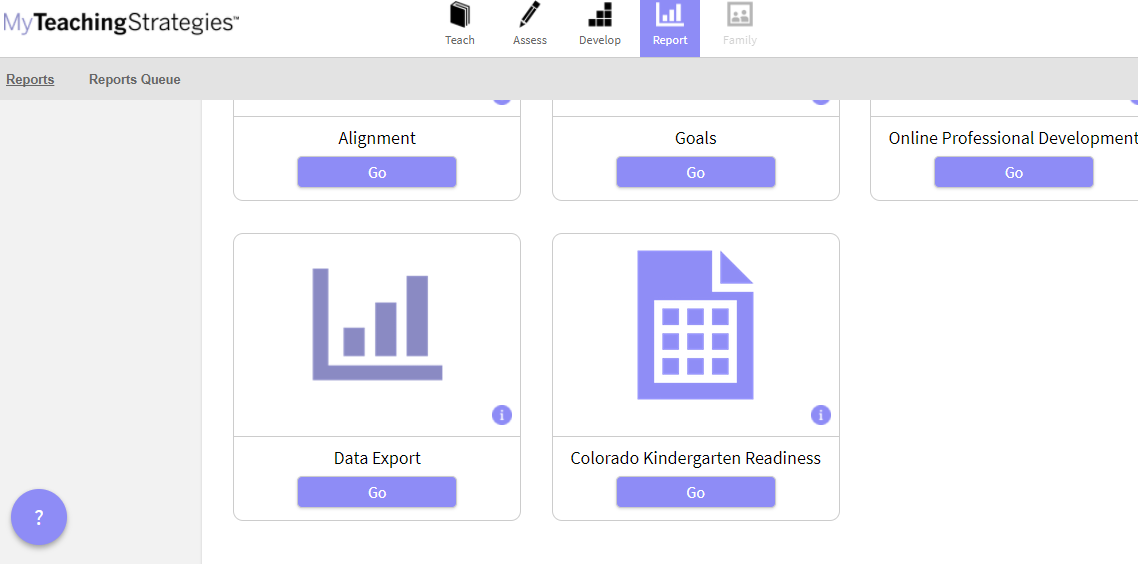 MyTeachingStrategies™
Teach
Assess
Develop
Report
Family
Reports
Reports Queue
Alignment
Goals
Online Professional Development
Go
Go
Go
i
i
Data Export
Colorado Kindergarten Readiness
Go
Go
?